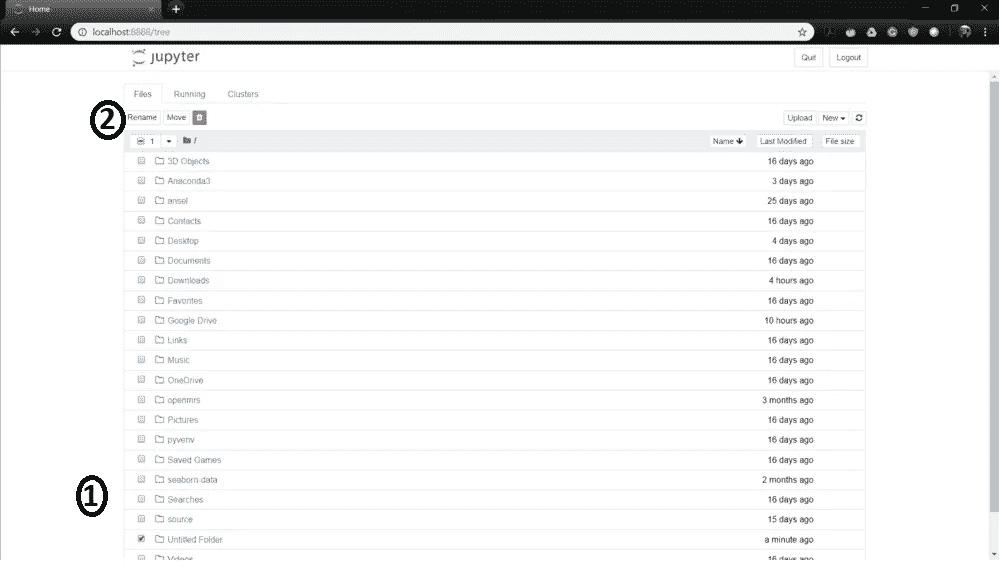 Home
localhost:8888/tree
jupyter
Quit Logout
Files Running Clusters
2 Rename Move Upload New
1 / Name Last Modified File size
3D Objects 16 days ago
Anaconda3 3 days ago
ansel 25 days ago
Contacts 16 days ago
Desktop 4 days ago
Documents 16 days ago
Downloads 4 hours ago
Favorites 16 days ago
Google Drive 10 hours ago
Links 16 days ago
Music 16 days ago
OneDrive 16 days ago
openmrs 3 months ago
Pictures 16 days ago
pyvenv 16 days ago
Saved Games 16 days ago
seaborn-data 2 months ago
1 Searches 16 days ago
source 15 days ago
Untitled Folder a minute ago
Videos 16 days ago